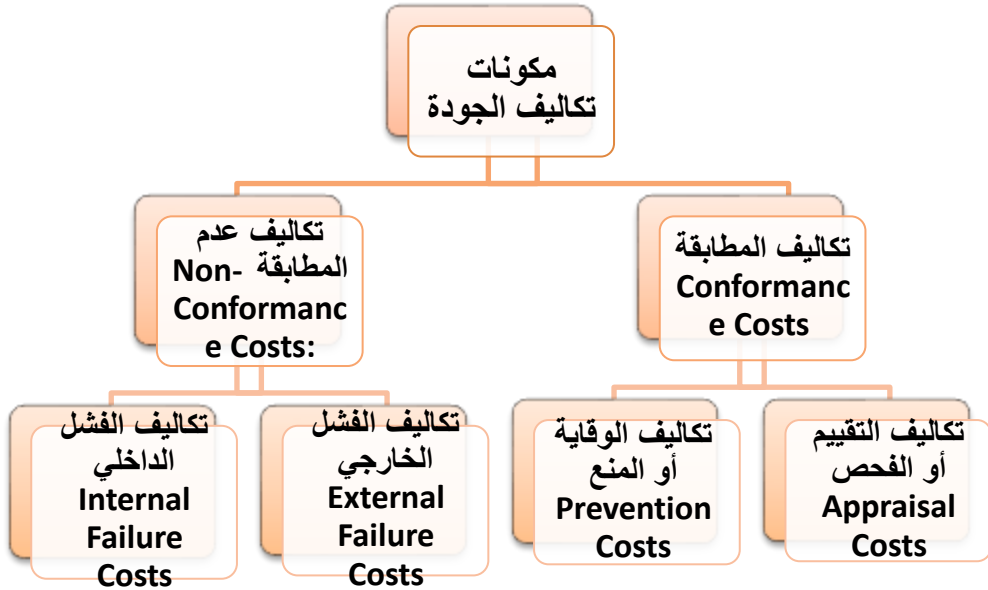 مكونات
تكاليف الجودة
تكاليف المطابقة
Conformanc
e Costs
تكاليف عدم
المطابقة Non-
Conformanc
e Costs:
تكاليف التقييم
أو الفحص
Appraisal
Costs
تكاليف الوقاية
أو المنع
Prevention
Costs
تكاليف الفشل
الخارجي
External
Failure
Costs
تكاليف الفشل
الداخلي
Internal
Failure
Costs